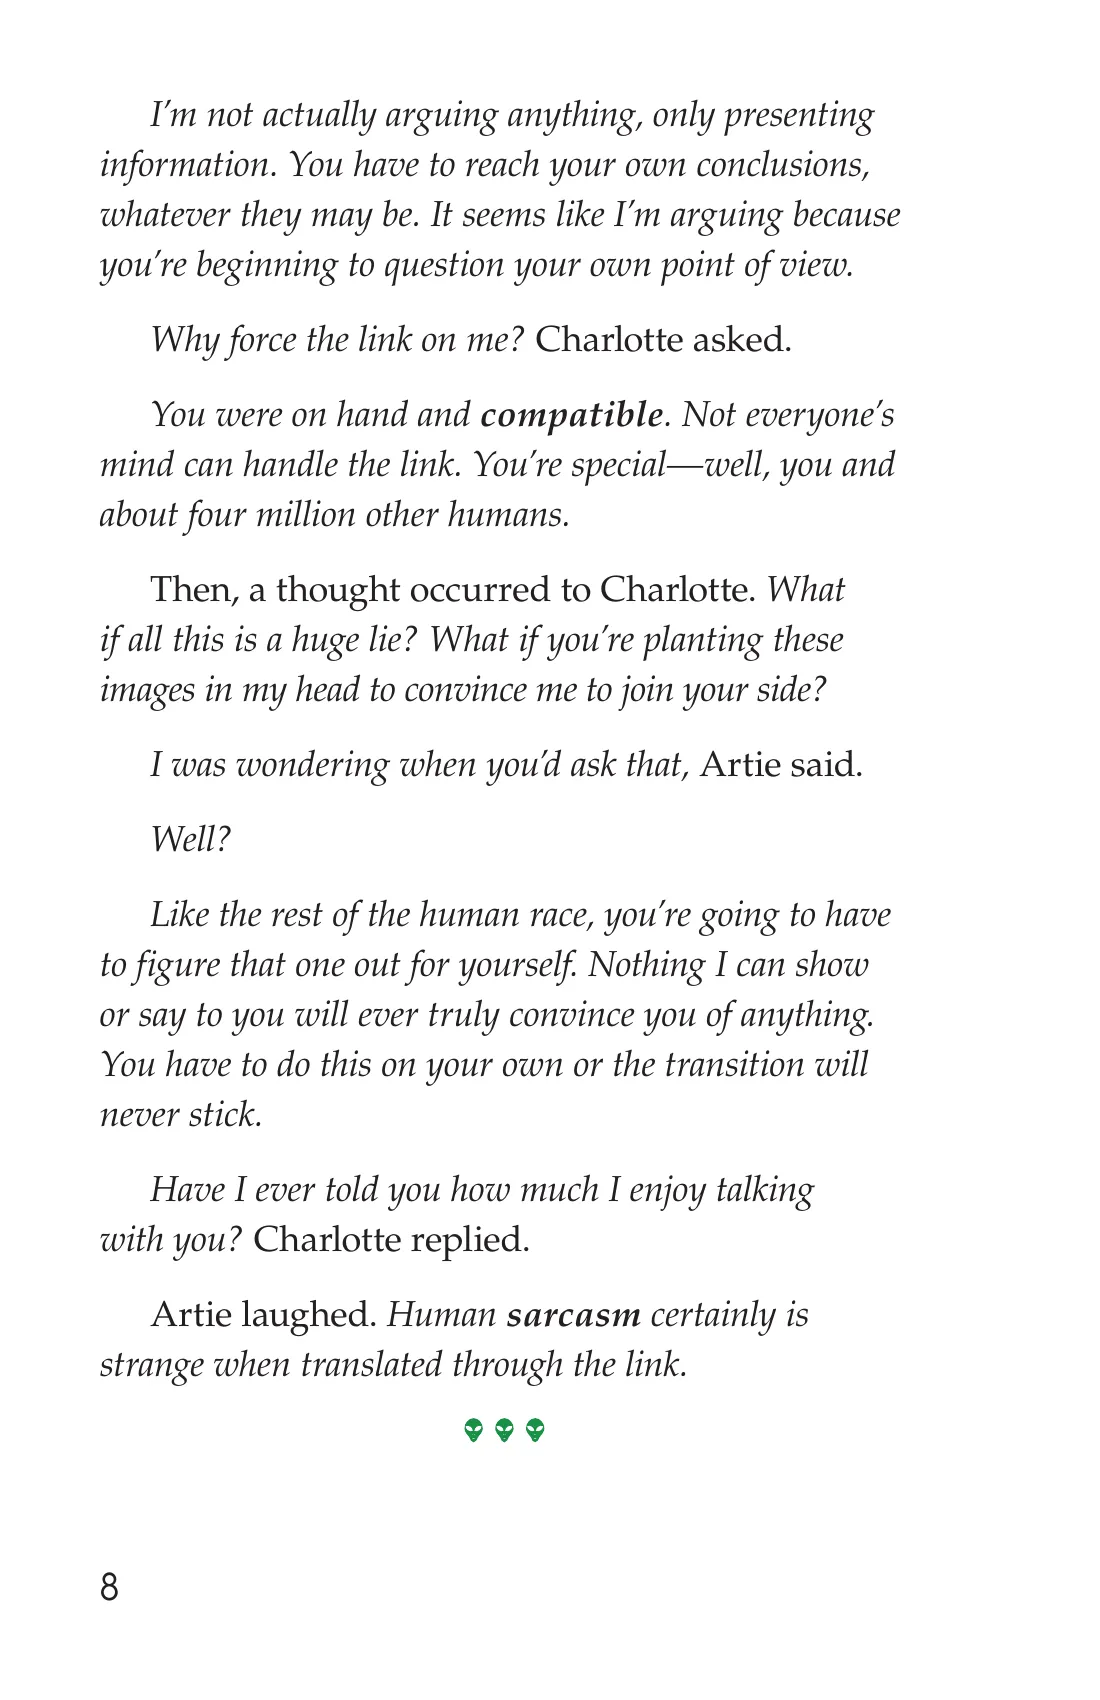 I’m not actually arguing anything, only presenting
information. You have to reach your own conclusions,
whatever they may be. It seems like I’m arguing because
you’re beginning to question your own point of view.
Why force the link on me? Charlotte asked.
You were on hand and compatible. Not everyone’s
mind can handle the link. You’re special—well, you and
about four million other humans.
Then, a thought occurred to Charlotte. What
if all this is a huge lie? What if you’re planting these
images in my head to convince me to join your side?
I was wondering when you’d ask that, Artie said.
Well?
Like the rest of the human race, you’re going to have
to figure that one out for yourself. Nothing I can show
or say to you will ever truly convince you of anything.
You have to do this on your own or the transition will
never stick.
Have I ever told you how much I enjoy talking
with you? Charlotte replied.
Artie laughed. Human sarcasm certainly is
strange when translated through the link.
8